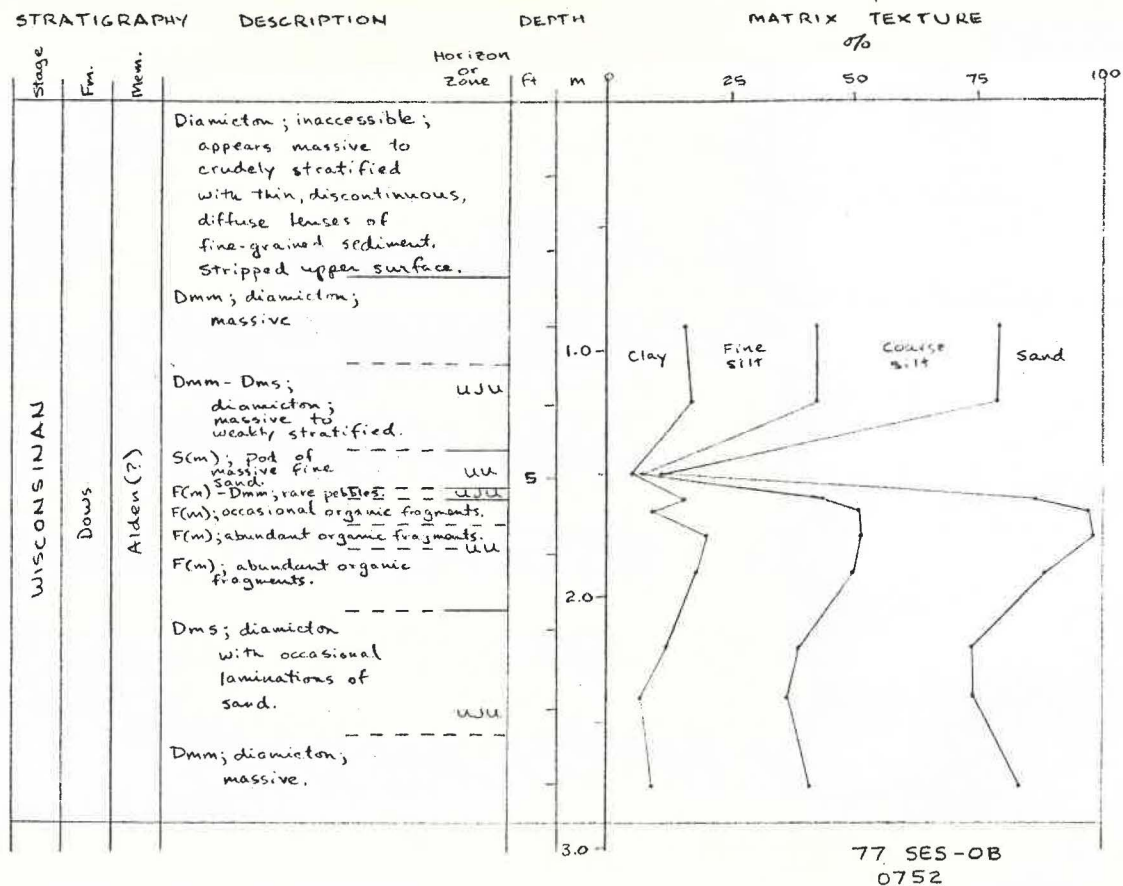 STRATIGRAPHY DESCRIPTION DEPTH MATRIX TEXTURE
%
Stage
Fm.
Mem.
Horizon
or
Zone
ft
m
0 25 50 75 100
Diamicton; inaccessible;
appears massive to
crudely stratified
with thin, discontinuous,
diffuse lenses of
fine-grained sediment.
Stripped upper surface.
Dmm; diamicton;
massive
Dmm-Dms; UJU
diamicton;
massive to
weakly stratified.
S(m); pod of
massive fine UU
sand.
F(m)-Dmm; rare pebbles. UJU
F(m); occasional organic fragments.
F(m); abundant organic fragments.
UU
F(m); abundant organic
fragments.
Dms; diamicton
with occasional
laminations of
sand.
UJU
Dmm; diamicton;
massive.
WISCONSINAN
Dows
Alden(?)
5
1.0
2.0
3.0
Clay
Fine
silt
Coarse
silt
Sand
77 SES-OB
0752